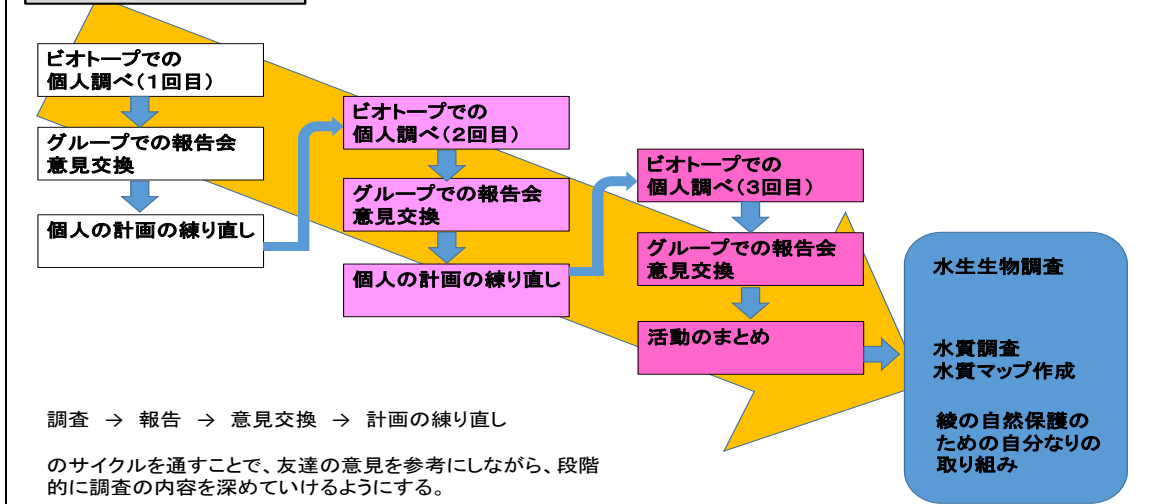 ビオトープでの
個人調べ(1回目)
グループでの報告会
意見交換
個人の計画の練り直し
ビオトープでの
個人調べ(2回目)
グループでの報告会
意見交換
個人の計画の練り直し
ビオトープでの
個人調べ(3回目)
グループでの報告会
意見交換
活動のまとめ
水生生物調査
水質調査
水質マップ作成
綾の自然保護の
ための自分なりの
取り組み
調査 → 報告 → 意見交換 → 計画の練り直し
のサイクルを通すことで、友達の意見を参考にしながら、段階
的に調査の内容を深めていけるようにする。